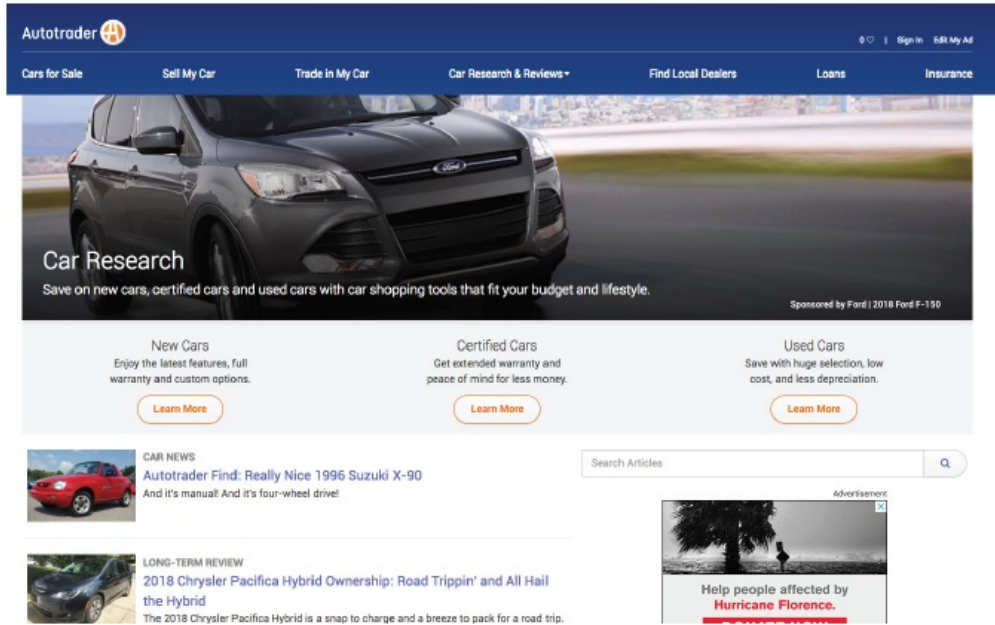 Autotrader
0 | Sign In Edit My Ad
Cars for Sale Sell My Car Trade in My Car Car Research & Reviews Find Local Dealers Loans Insurance
Ford
Car Research
Save on new cars, certified cars and used cars with car shopping tools that fit your budget and lifestyle.
Sponsored by Ford | 2018 Ford F-150
New Cars
Enjoy the latest features, full
warranty and custom options.
Learn More
Certified Cars
Get extended warranty and
peace of mind for less money.
Learn More
Used Cars
Save with huge selection, low
cost, and less depreciation.
Learn More
CAR NEWS
Autotrader Find: Really Nice 1996 Suzuki X-90
And it's manual! And it's four-wheel drive!
LONG-TERM REVIEW
2018 Chrysler Pacifica Hybrid Ownership: Road Trippin' and All Hail
the Hybrid
The 2018 Chrysler Pacifica Hybrid is a snap to charge and a breeze to pack for a road trip.
Search Articles
Advertisement
Help people affected by
Hurricane Florence.
DONATE NOW